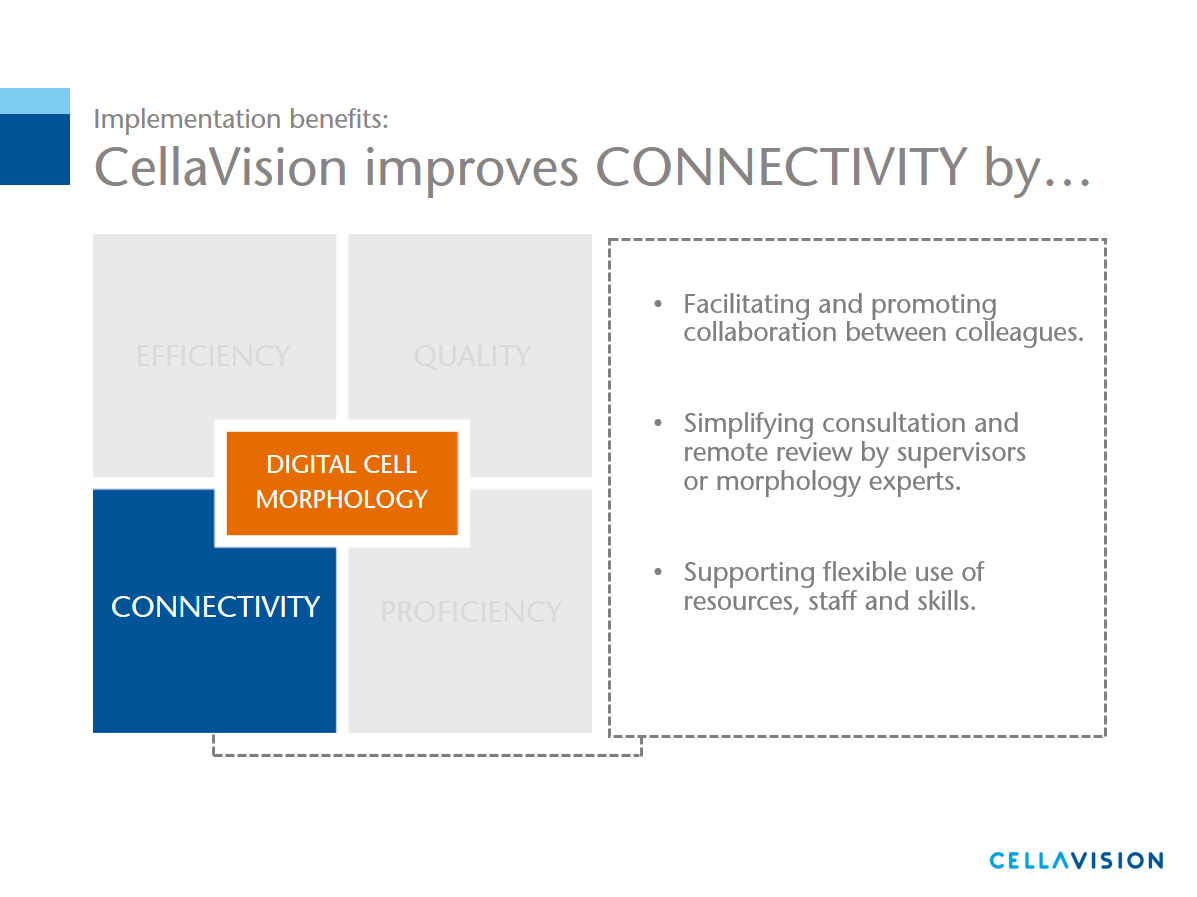 Implementation benefits:
CellaVision improves CONNECTIVITY by...
EFFICIENCY
QUALITY
DIGITAL CELL
MORPHOLOGY
CONNECTIVITY
PROFICIENCY
• Facilitating and promoting
collaboration between colleagues.
• Simplifying consultation and
remote review by supervisors
or morphology experts.
• Supporting flexible use of
resources, staff and skills.
CELLAVISION